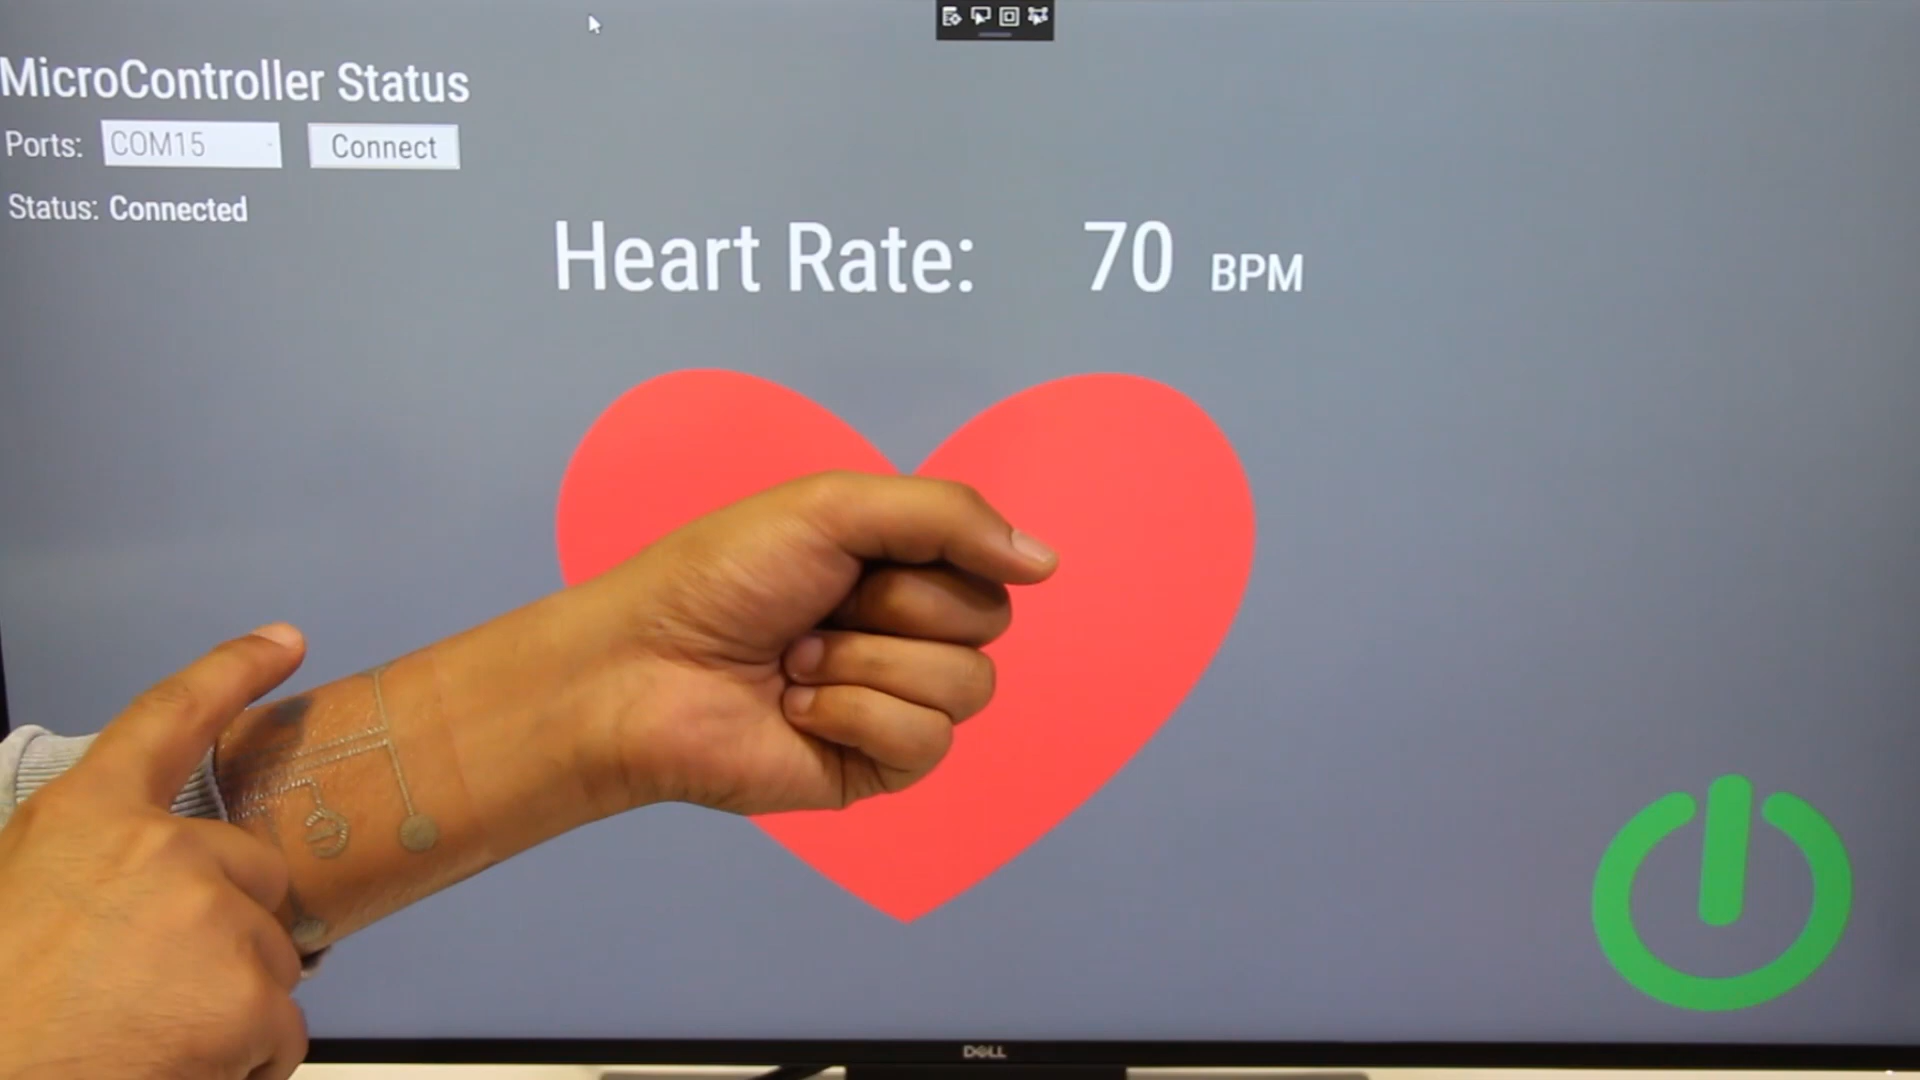 MicroController Status
Ports: COM15 Connect
Status: Connected
Heart Rate: 70 BPM
DELL